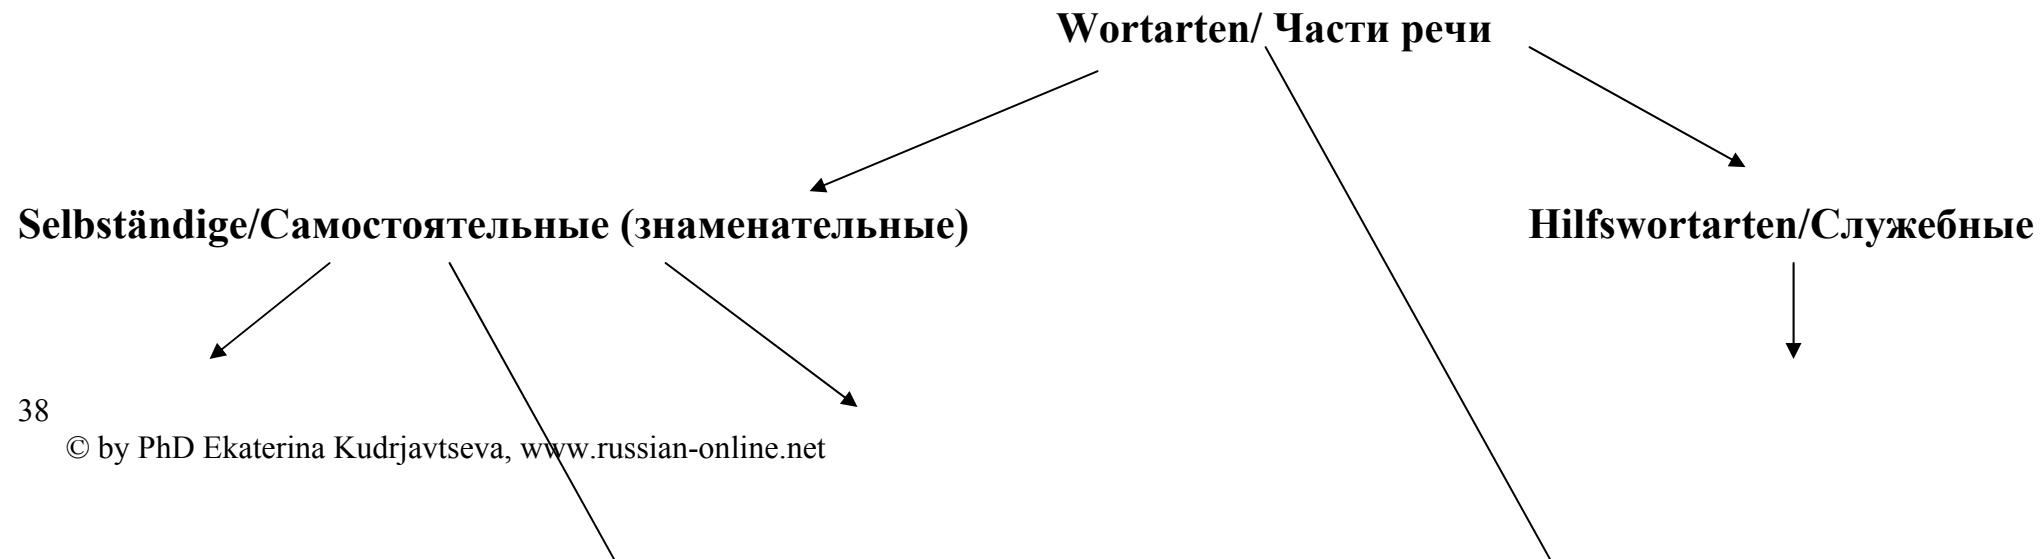 Wortarten/ Части речи
Selbständige/Самостоятельные (знаменательные) Hilfswortarten/Служебные
38
© by PhD Ekaterina Kudrjavtseva, www.russian-online.net